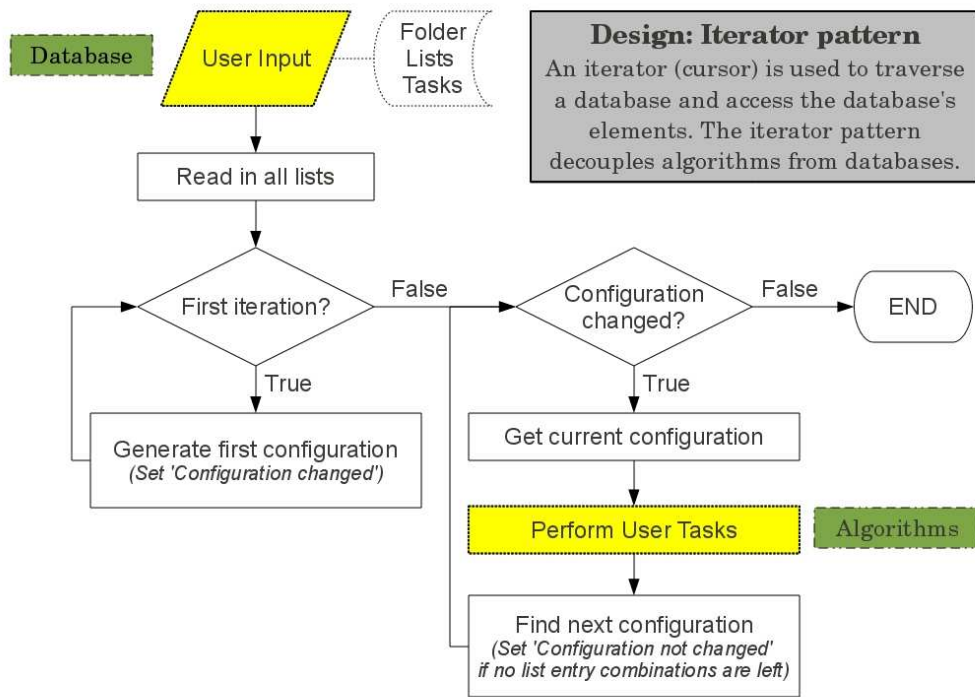 Database
User Input
Folder
Lists
Tasks
Design: Iterator pattern
An iterator (cursor) is used to traverse
a database and access the database's
elements. The iterator pattern
decouples algorithms from databases.
Read in all lists
First iteration?
False
Configuration
changed?
False
END
True
True
Generate first configuration
(Set 'Configuration changed')
Get current configuration
Perform User Tasks
Algorithms
Find next configuration
(Set 'Configuration not changed'
if no list entry combinations are left)